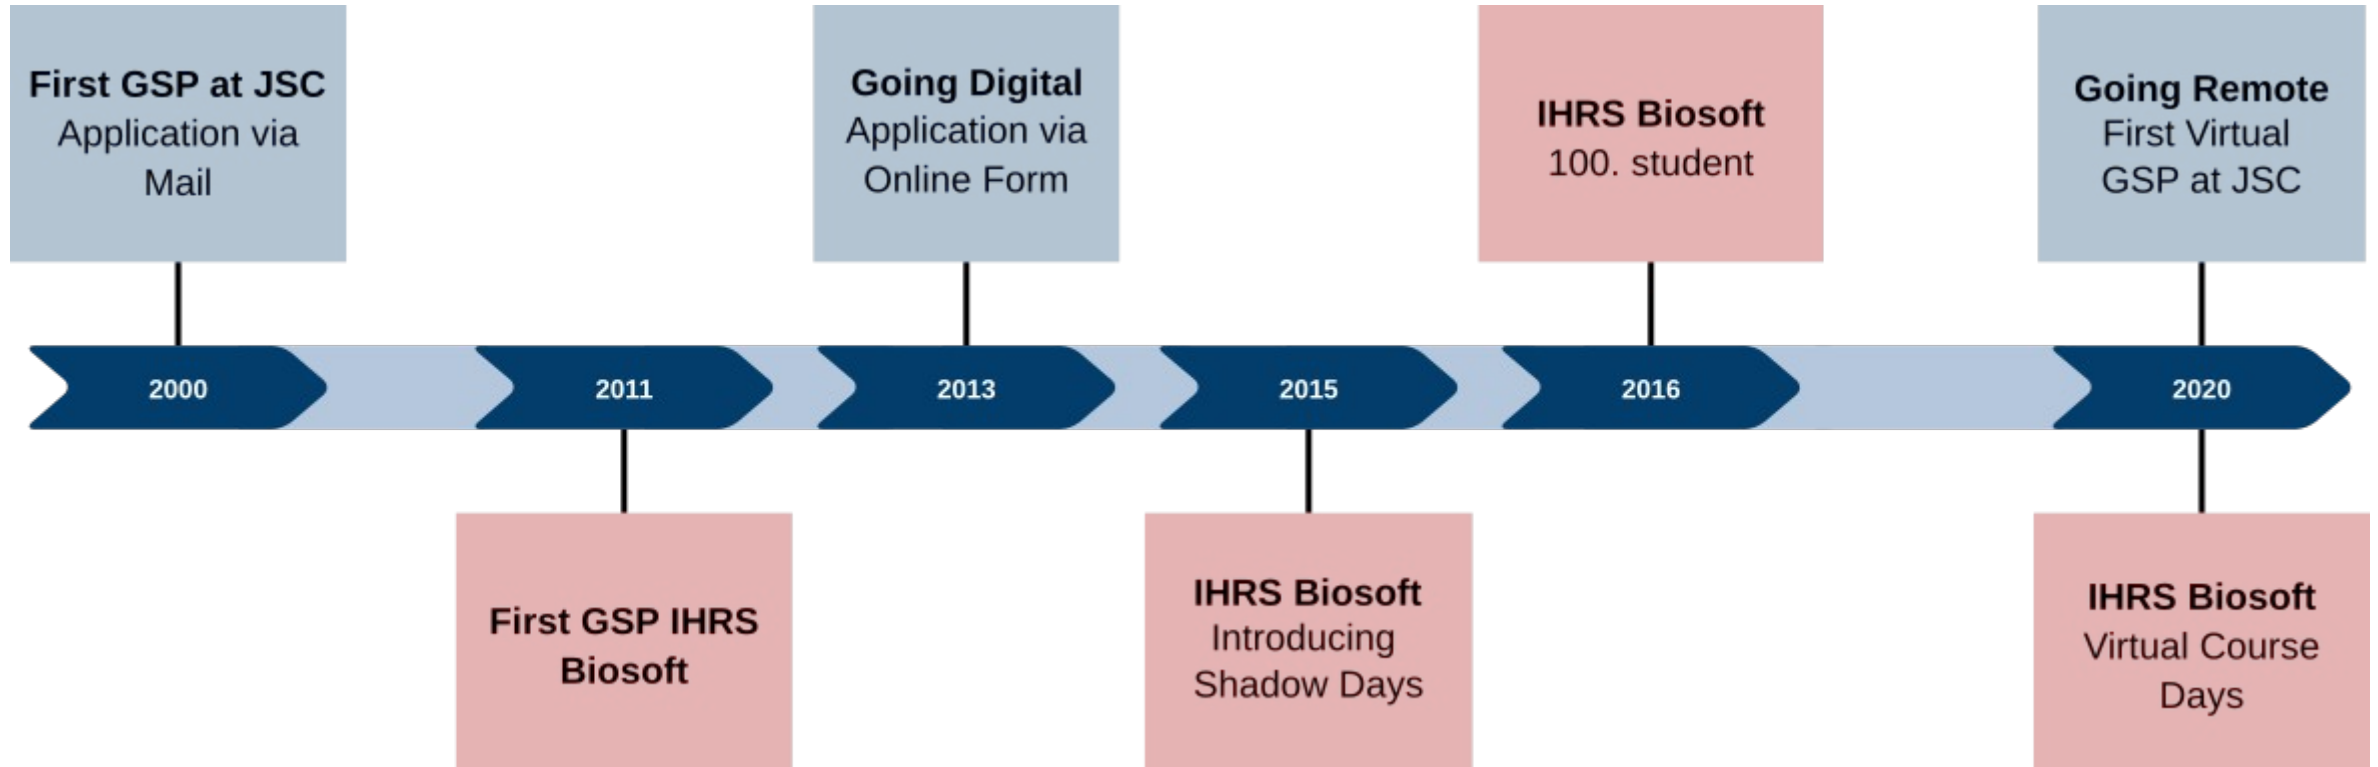 First GSP at JSC
Application via
Mail
Going Digital
Application via
Online Form
IHRS Biosoft
100. student
Going Remote
First Virtual
GSP at JSC
2000
2011
2013
2015
2016
2020
First GSP IHRS
Biosoft
IHRS Biosoft
Introducing
Shadow Days
IHRS Biosoft
Virtual Course
Days